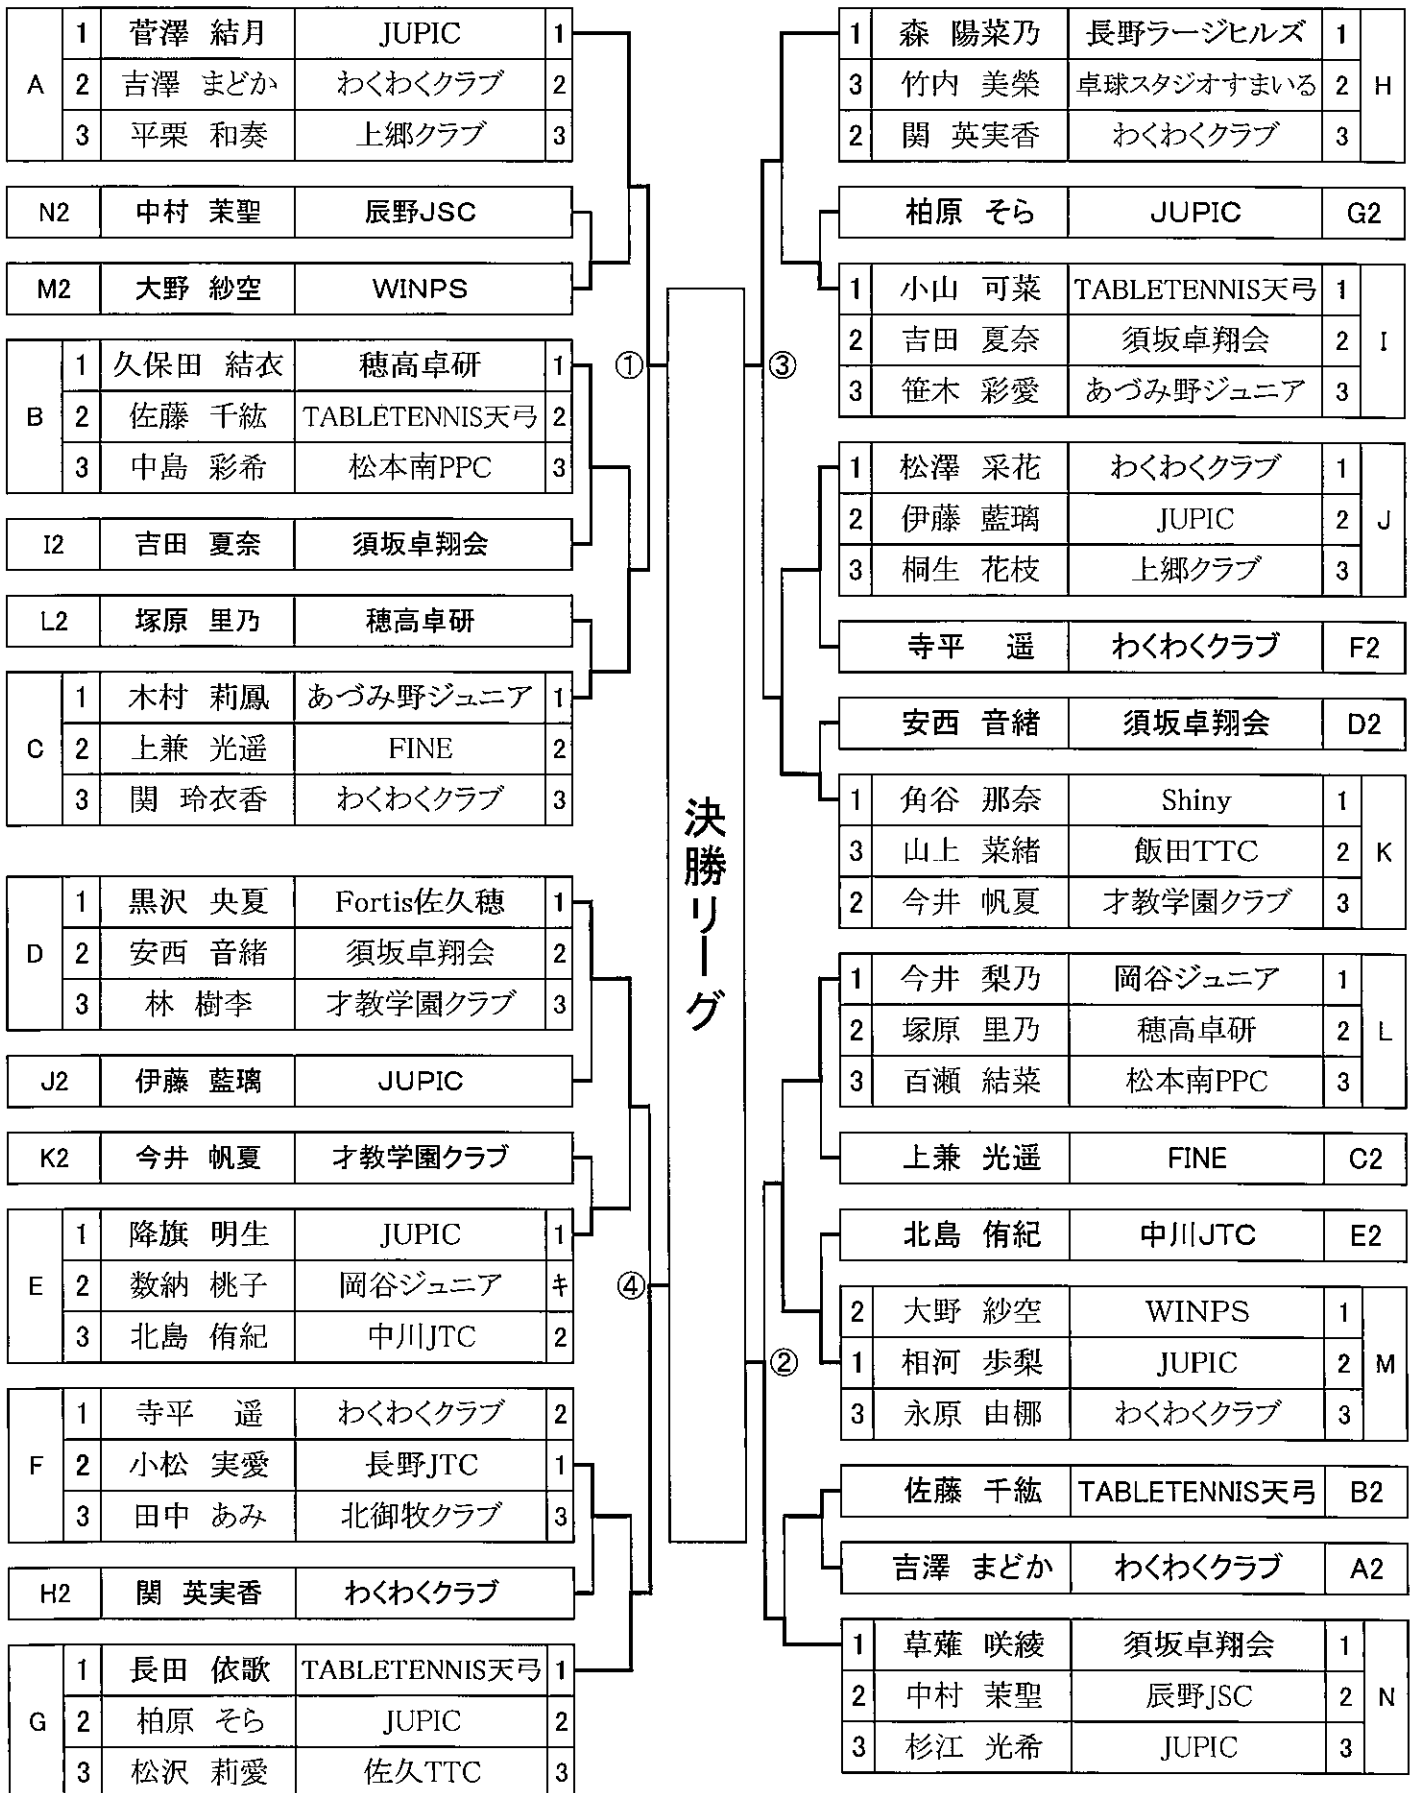 A
1 菅澤 結月 JUPIC 1
2 吉澤 まどか わくわくクラブ 2
3 平栗 和奏 上郷クラブ 3
N2 中村 茉聖 辰野JSC
M2 大野 紗空 WINPS
B
1 久保田 結衣 穂高卓研 1
2 佐藤 千紘 TABLETENNIS天弓 2
3 中島 彩希 松本南PPC 3
I2 吉田 夏奈 須坂卓翔会
L2 塚原 里乃 穂高卓研
C
1 木村 莉鳳 あづみ野ジュニア 1
2 上兼 光遥 FINE 2
3 関 玲衣香 わくわくクラブ 3
①
D
1 黒沢 央夏 Fortis佐久穂 1
2 安西 音緒 須坂卓翔会 2
3 林 樹李 才教学園クラブ 3
J2 伊藤 藍璃 JUPIC
K2 今井 帆夏 才教学園クラブ
E
1 降旗 明生 JUPIC 1
2 数納 桃子 岡谷ジュニア キ
3 北島 侑紀 中川JTC 2
F
1 寺平 遥 わくわくクラブ 2
2 小松 実愛 長野JTC 1
3 田中 あみ 北御牧クラブ 3
H2 関 英実香 わくわくクラブ
G
1 長田 依歌 TABLETENNIS天弓 1
2 柏原 そら JUPIC 2
3 松沢 莉愛 佐久TTC 3
④
決勝リーグ
1 森 陽菜乃 長野ラージヒルズ 1
3 竹内 美榮 卓球スタジオすまいる 2
2 関 英実香 わくわくクラブ 3
H
柏原 そら JUPIC G2
1 小山 可菜 TABLETENNIS天弓 1
2 吉田 夏奈 須坂卓翔会 2
3 笹木 彩愛 あづみ野ジュニア 3
I
③
1 松澤 采花 わくわくクラブ 1
2 伊藤 藍璃 JUPIC 2
3 桐生 花枝 上郷クラブ 3
J
寺平 遥 わくわくクラブ F2
安西 音緒 須坂卓翔会 D2
1 角谷 那奈 Shiny 1
3 山上 菜緒 飯田TTC 2
2 今井 帆夏 才教学園クラブ 3
K
1 今井 梨乃 岡谷ジュニア 1
2 塚原 里乃 穂高卓研 2
3 百瀬 結菜 松本南PPC 3
L
上兼 光遥 FINE C2
北島 侑紀 中川JTC E2
2 大野 紗空 WINPS 1
1 相河 歩梨 JUPIC 2
3 永原 由梛 わくわくクラブ 3
M
②
佐藤 千紘 TABLETENNIS天弓 B2
吉澤 まどか わくわくクラブ A2
1 草薙 咲綾 須坂卓翔会 1
2 中村 茉聖 辰野JSC 2
3 杉江 光希 JUPIC 3
N